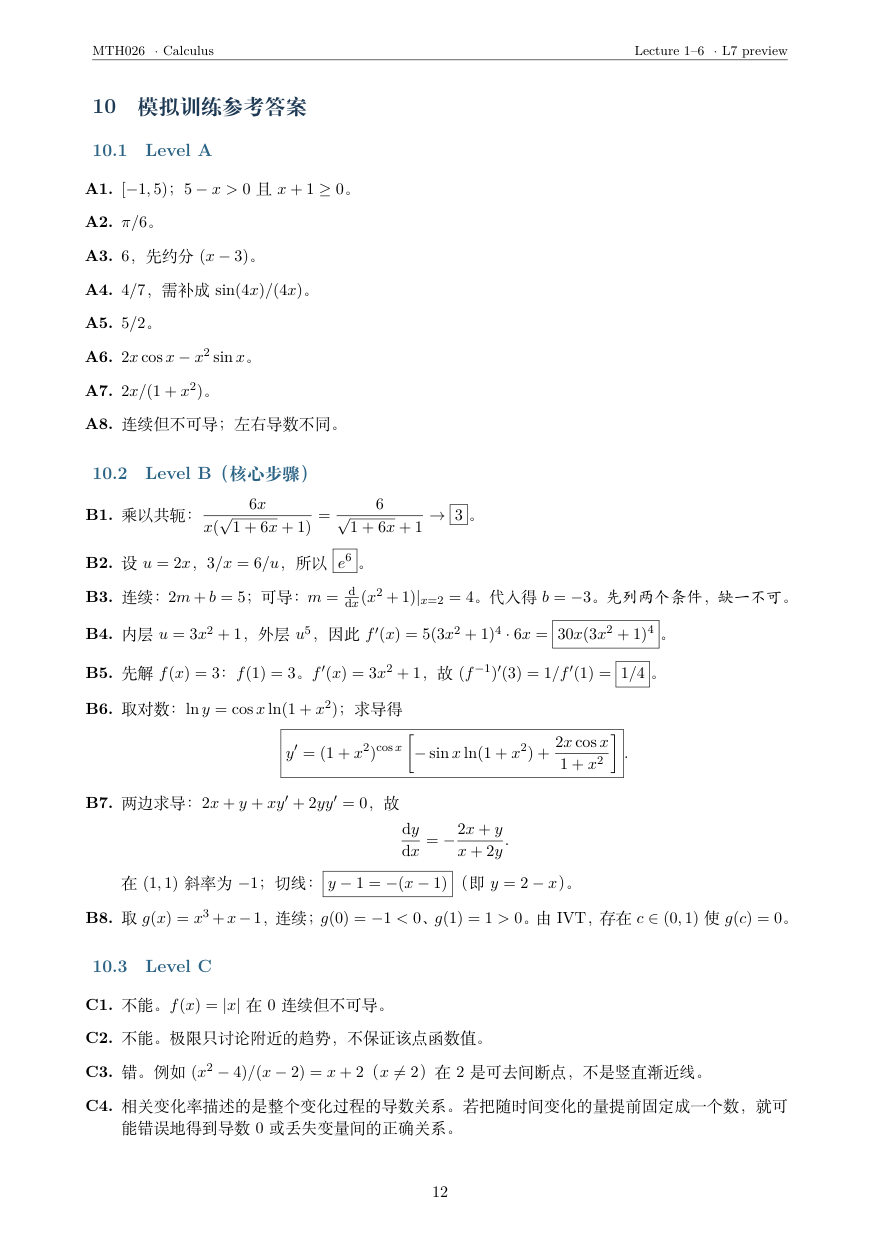 MTH026 · Calculus Lecture 1–6 · L7 preview
10 模拟训练参考答案
10.1 Level A
A1. [−1, 5)；5 − x > 0 且 x + 1 ≥ 0。
A2. π/6。
A3. 6，先约分 (x − 3)。
A4. 4/7，需补成 sin(4x)/(4x)。
A5. 5/2。
A6. 2x cos x − x² sin x。
A7. 2x/(1 + x²)。
A8. 连续但不可导；左右导数不同。
10.2 Level B（核心步骤）
B1. 乘以共轭：6x / x(√(1 + 6x) + 1) = 6 / √(1 + 6x) + 1 → 3。
B2. 设 u = 2x，3/x = 6/u，所以 e⁶。
B3. 连续：2m + b = 5；可导：m = d/dx (x² + 1)|ₓ₌₂ = 4。代入得 b = −3。先列两个条件，缺一不可。
B4. 内层 u = 3x² + 1，外层 u⁵，因此 f′(x) = 5(3x² + 1)⁴ · 6x = 30x(3x² + 1)⁴。
B5. 先解 f(x) = 3：f(1) = 3。f′(x) = 3x² + 1，故 (f⁻¹)′(3) = 1/f′(1) = 1/4。
B6. 取对数：ln y = cos x ln(1 + x²)；求导得
y′ = (1 + x²)^cos x [− sin x ln(1 + x²) + 2x cos x / 1 + x²].
B7. 两边求导：2x + y + xy′ + 2yy′ = 0，故
dy/dx = − 2x + y / x + 2y.
在 (1, 1) 斜率为 −1；切线：y − 1 = −(x − 1)（即 y = 2 − x）。
B8. 取 g(x) = x³ + x − 1，连续；g(0) = −1 < 0、g(1) = 1 > 0。由 IVT，存在 c ∈ (0, 1) 使 g(c) = 0。
10.3 Level C
C1. 不能。f(x) = |x| 在 0 连续但不可导。
C2. 不能。极限只讨论附近的趋势，不保证该点函数值。
C3. 错。例如 (x² − 4)/(x − 2) = x + 2（x ≠ 2）在 2 是可去间断点，不是竖直渐近线。
C4. 相关变化率描述的是整个变化过程的导数关系。若把随时间变化的量提前固定成一个数，就可
能错误地得到导数 0 或丢失变量间的正确关系。
12